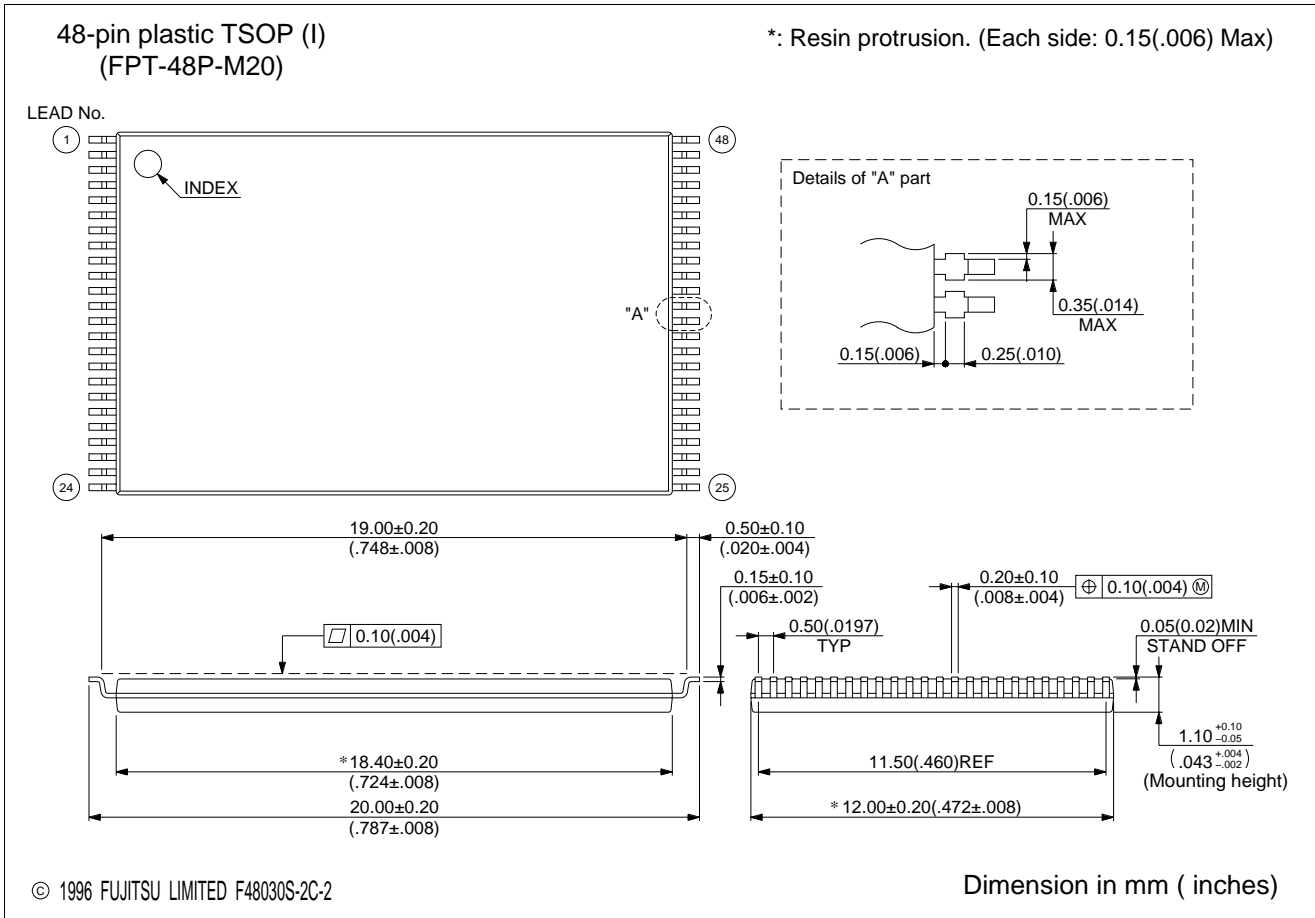 48-pin plastic TSOP (I)
(FPT-48P-M20)
*: Resin protrusion. (Each side: 0.15(.006) Max)
LEAD No.
1
48
INDEX
"A"
24
25
Details of "A" part
0.15(.006)
MAX
0.35(.014)
MAX
0.15(.006)
0.25(.010)
19.00±0.20
(.748±.008)
0.50±0.10
(.020±.004)
0.15±0.10
(.006±.002)
0.10(.004)
*18.40±0.20
(.724±.008)
20.00±0.20
(.787±.008)
0.20±0.10
(.008±.004)
⌖ 0.10(.004) Ⓜ
0.50(.0197)
TYP
0.05(0.02)MIN
STAND OFF
1.10 +0.10 −0.05
(.043 +.004 −.002)
(Mounting height)
11.50(.460)REF
*12.00±0.20(.472±.008)
© 1996 FUJITSU LIMITED F48030S-2C-2
Dimension in mm ( inches)